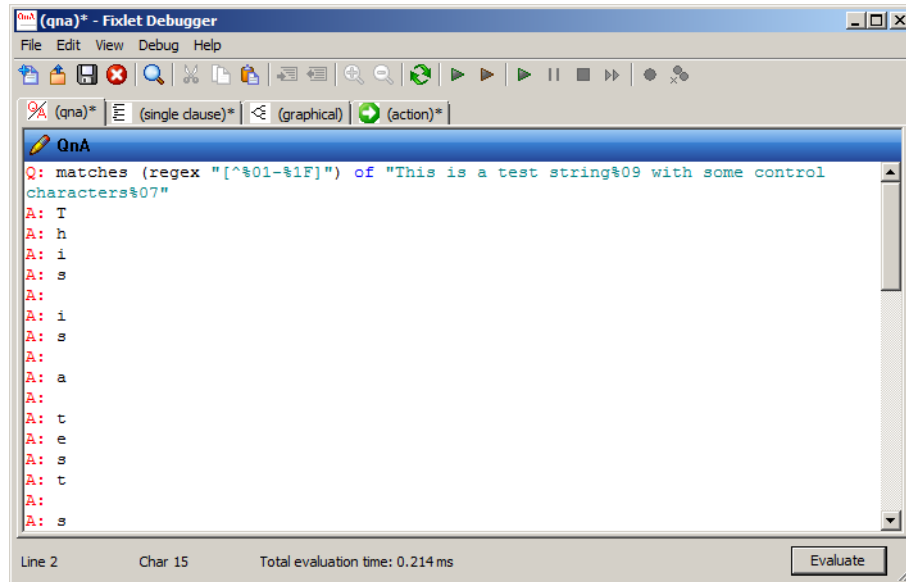 (qna)* - Fixlet Debugger
File Edit View Debug Help
(qna)* (single clause)* (graphical) (action)*
QnA
Q: matches (regex "[^%01-%1F]") of "This is a test string%09 with some control
characters%07"
A: T
A: h
A: i
A: s
A:
A: i
A: s
A:
A: a
A:
A: t
A: e
A: s
A: t
A:
A: s
Line 2 Char 15 Total evaluation time: 0.214 ms Evaluate